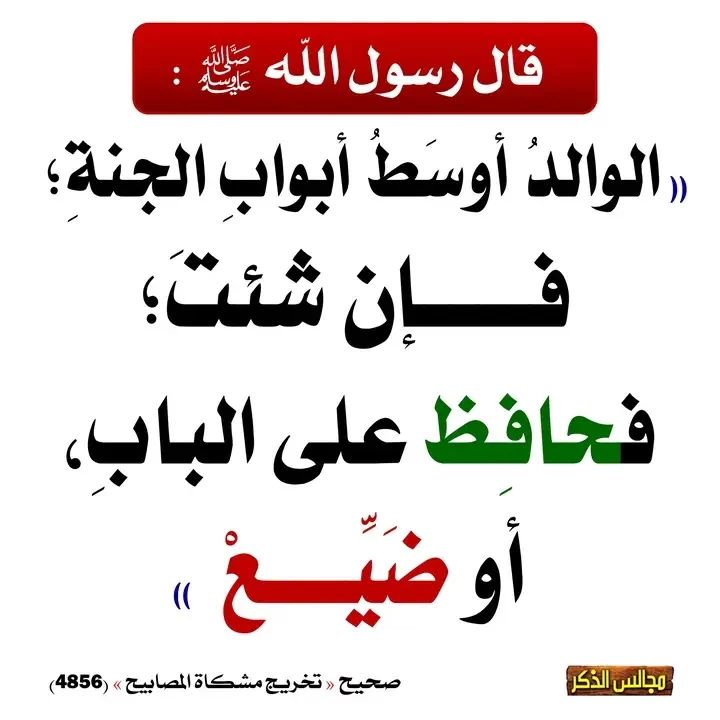 قال رسول الله ﷺ :
(( الوالدُ أوسَطُ أبوابِ الجنةِ؛
فــإن شئتَ؛
فحافِظ على البابِ،
أو ضَيِّــعْ ))
صحيح « تخريج مشكاة المصابيح » (4856)
مجالس الذكر